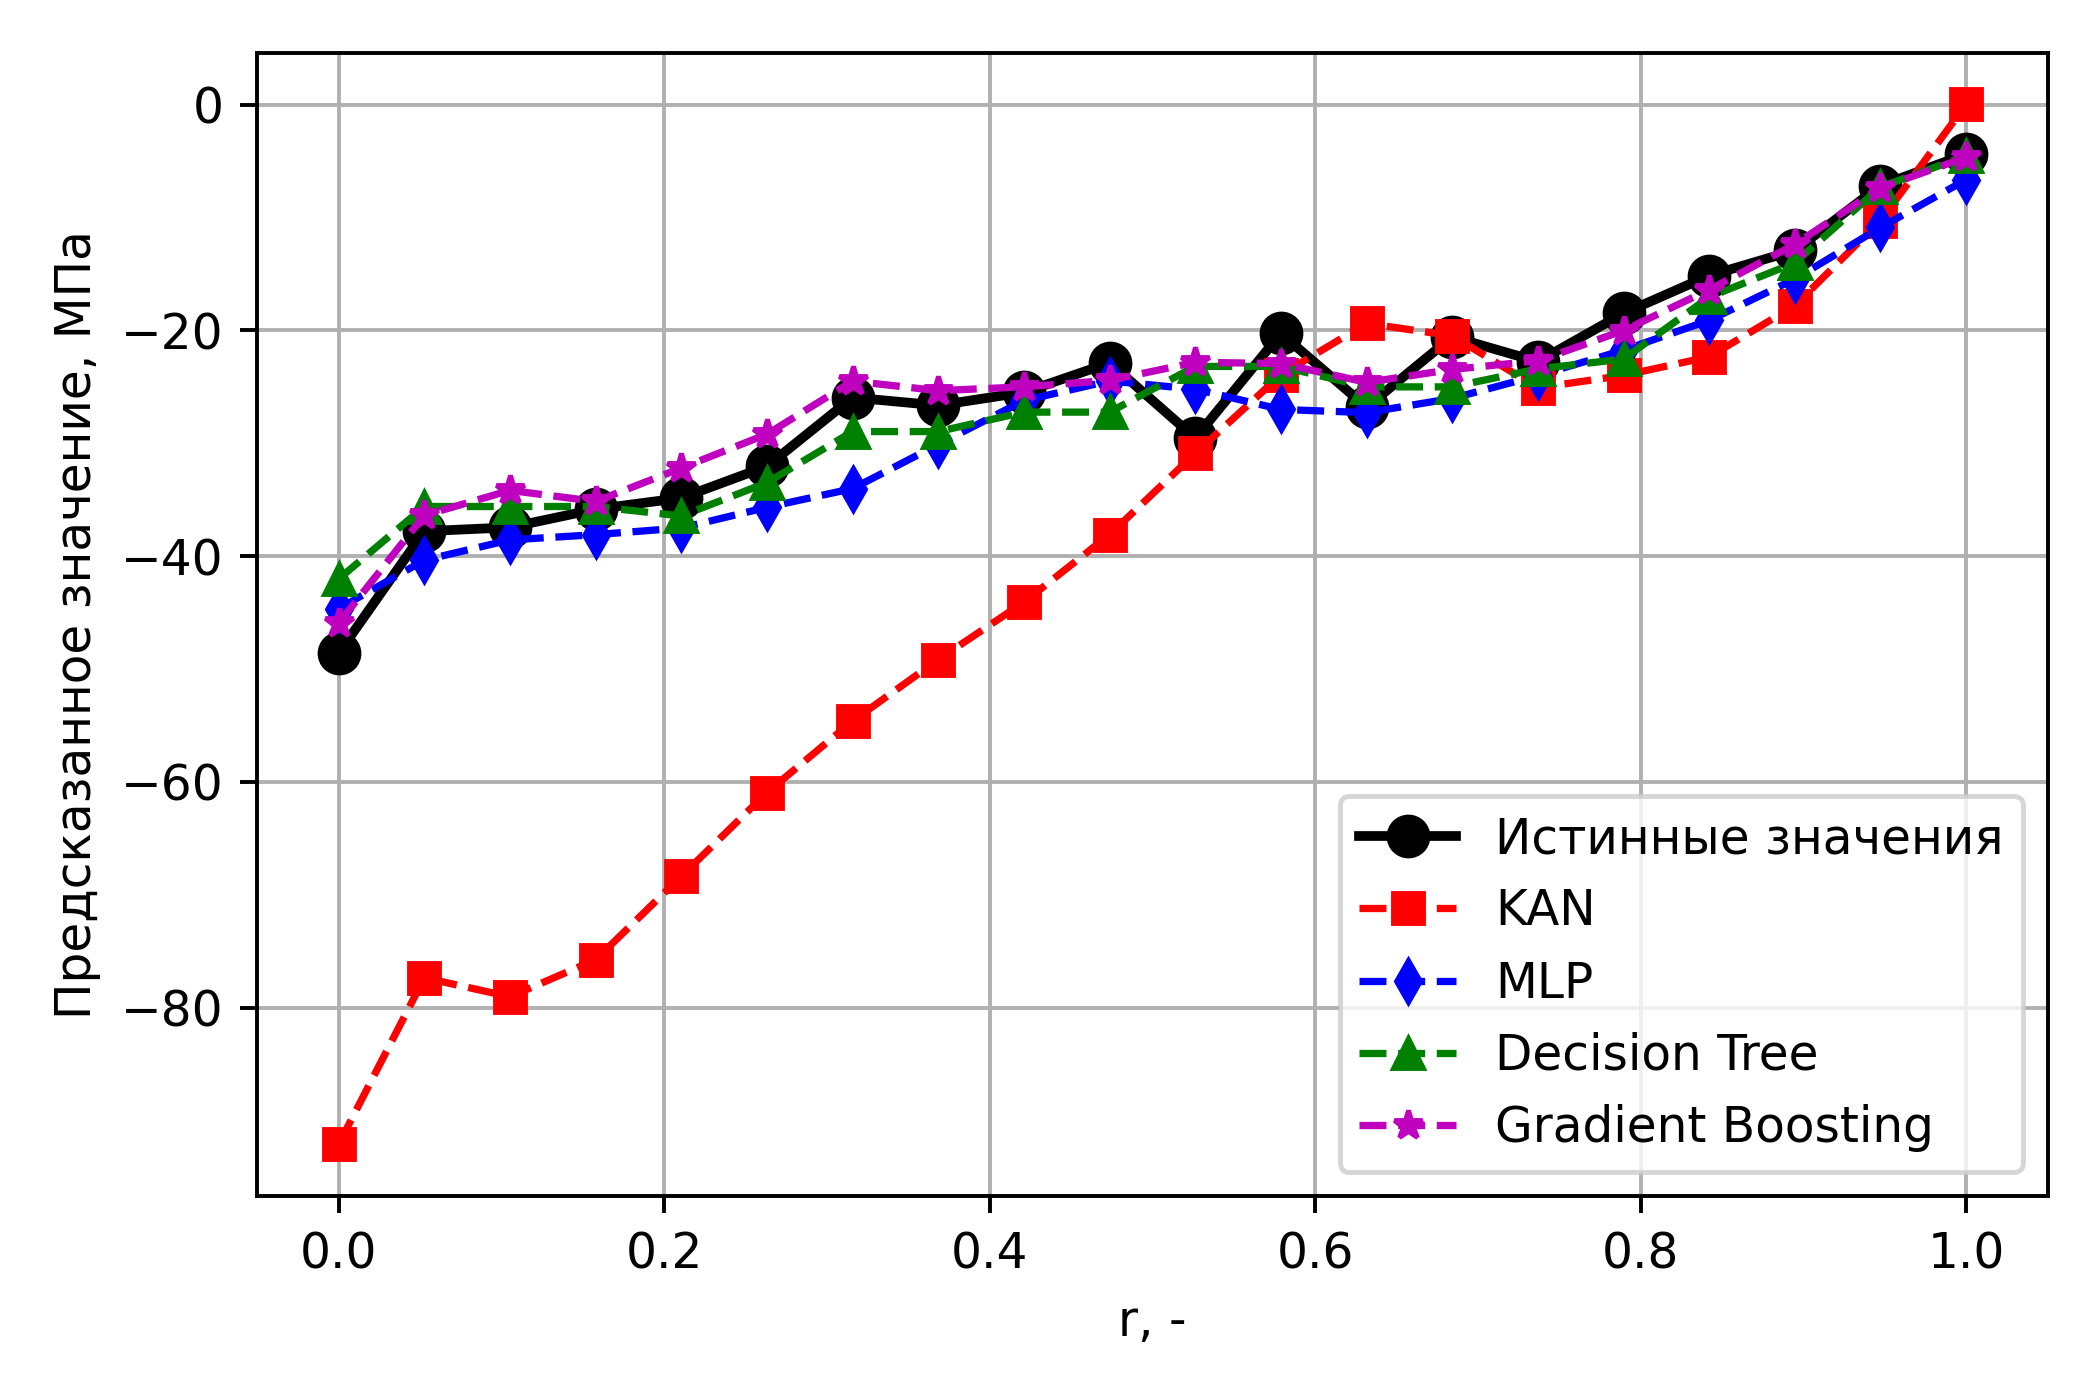 Предсказанное значение, МПа
0
−20
−40
−60
−80
0.0
0.2
0.4
0.6
0.8
1.0
r, -
Истинные значения
KAN
MLP
Decision Tree
Gradient Boosting